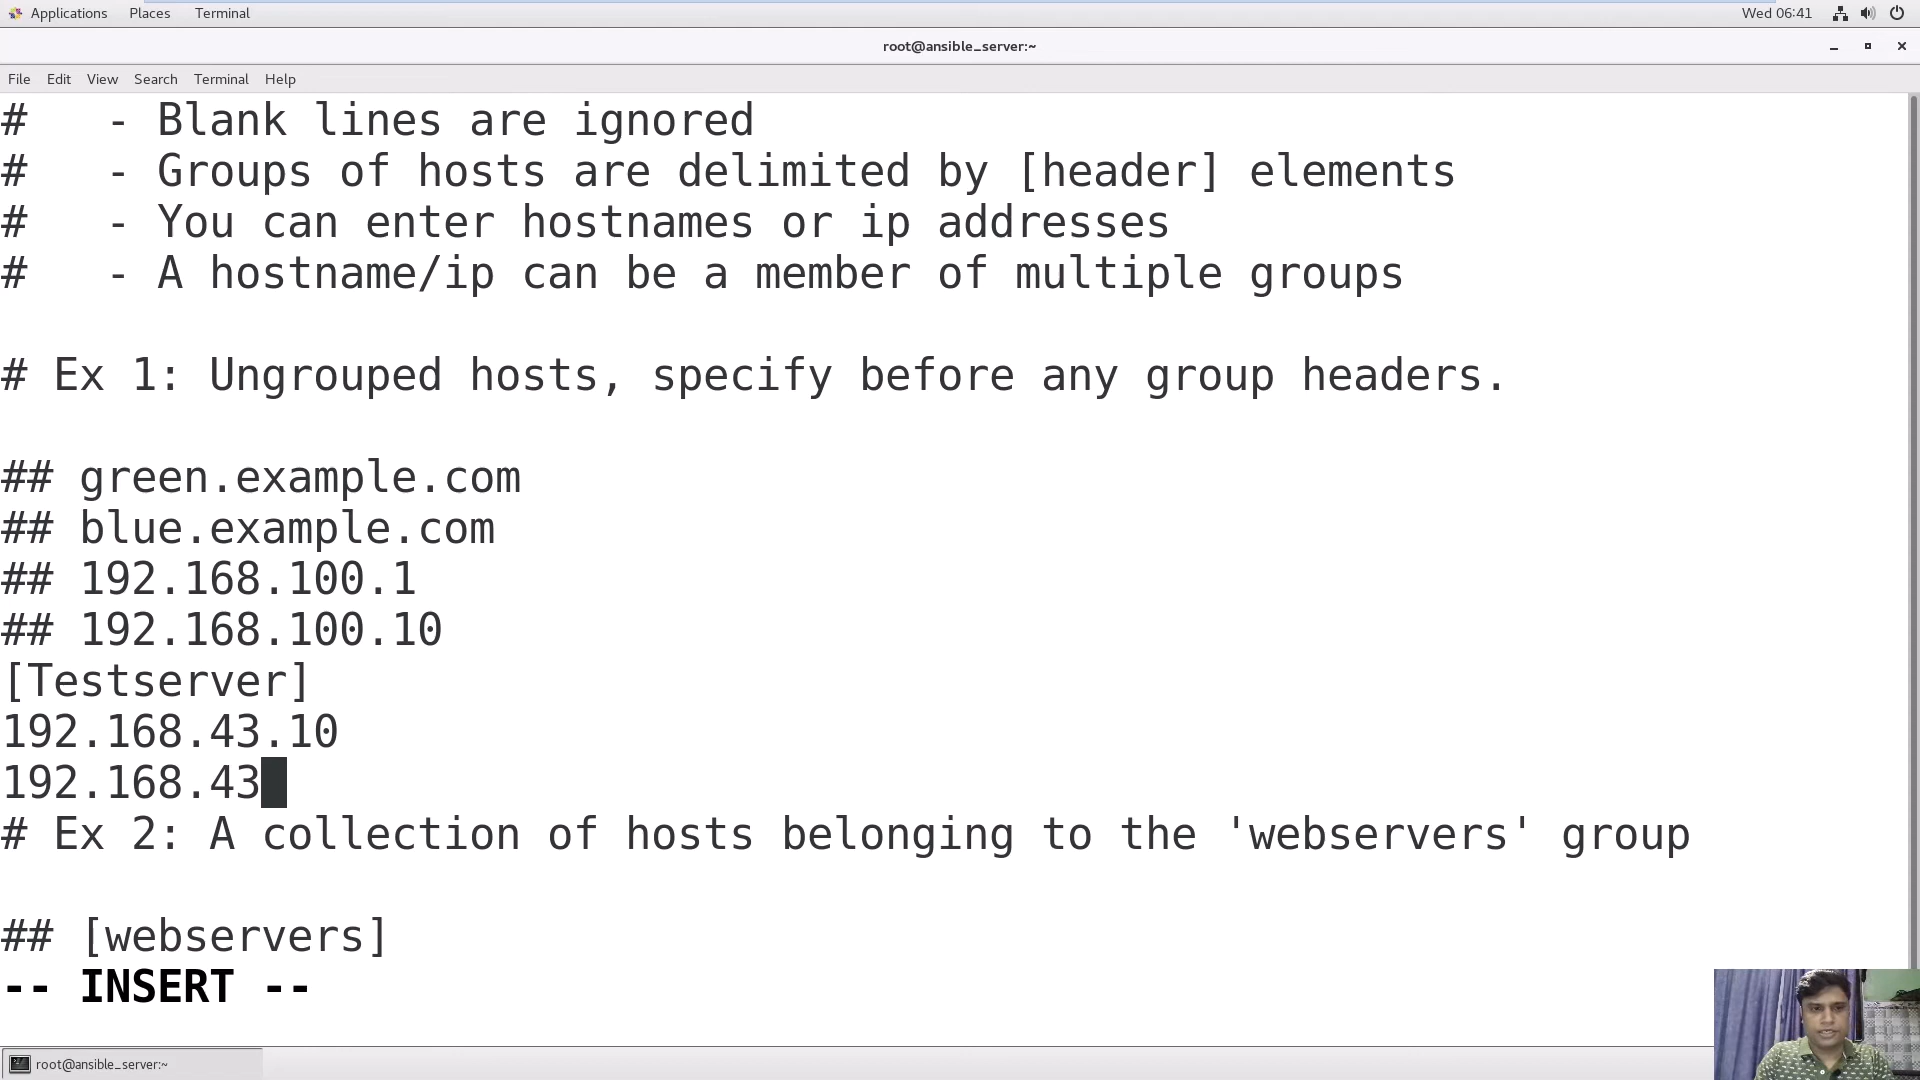 Applications Places Terminal Wed 06:41
root@ansible_server:~
File Edit View Search Terminal Help
#   - Blank lines are ignored
#   - Groups of hosts are delimited by [header] elements
#   - You can enter hostnames or ip addresses
#   - A hostname/ip can be a member of multiple groups
# Ex 1: Ungrouped hosts, specify before any group headers.
## green.example.com
## blue.example.com
## 192.168.100.1
## 192.168.100.10
[Testserver]
192.168.43.10
192.168.43
# Ex 2: A collection of hosts belonging to the 'webservers' group
## [webservers]
-- INSERT --
root@ansible_server:~